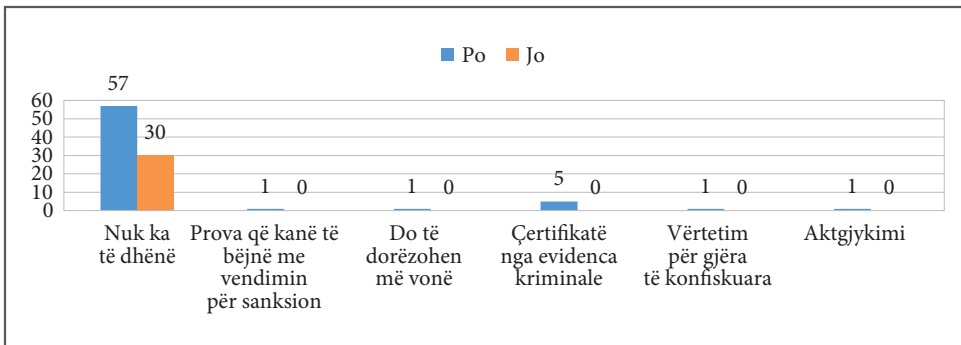 Po Jo
57
30
1 0
1 0
5 0
1 0
1 0
60
50
40
30
20
10
0
Nuk ka
të dhënë
Prova që kanë të
bëjnë me
vendimin
për sanksion
Do të
dorëzohen
më vonë
Çertifikatë
nga evidenca
kriminale
Vërtetim
për gjëra
të konfiskuara
Aktgjykimi